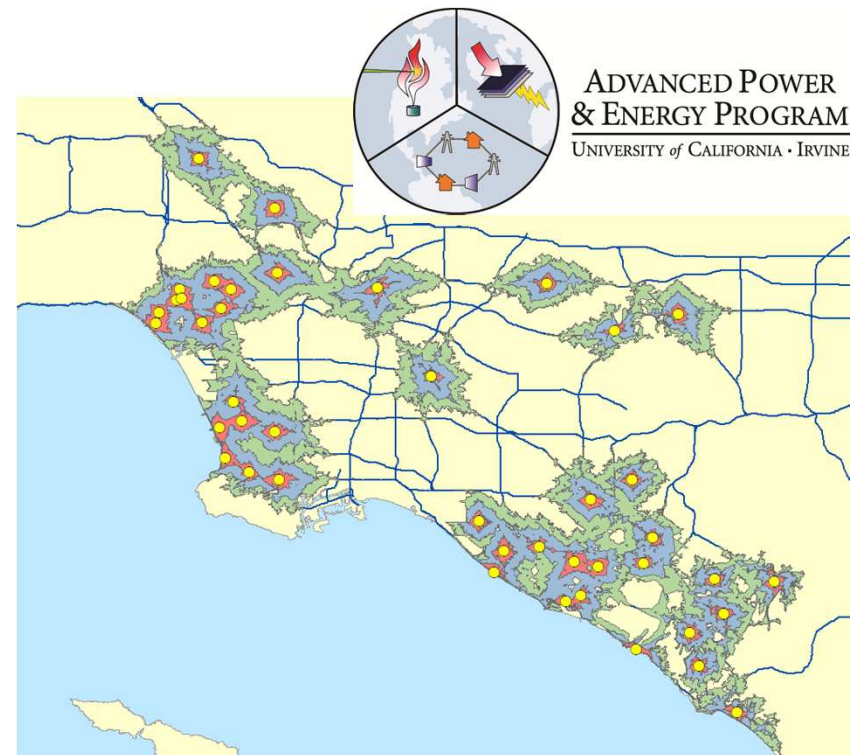 ADVANCED POWER
& ENERGY PROGRAM
UNIVERSITY of CALIFORNIA · IRVINE